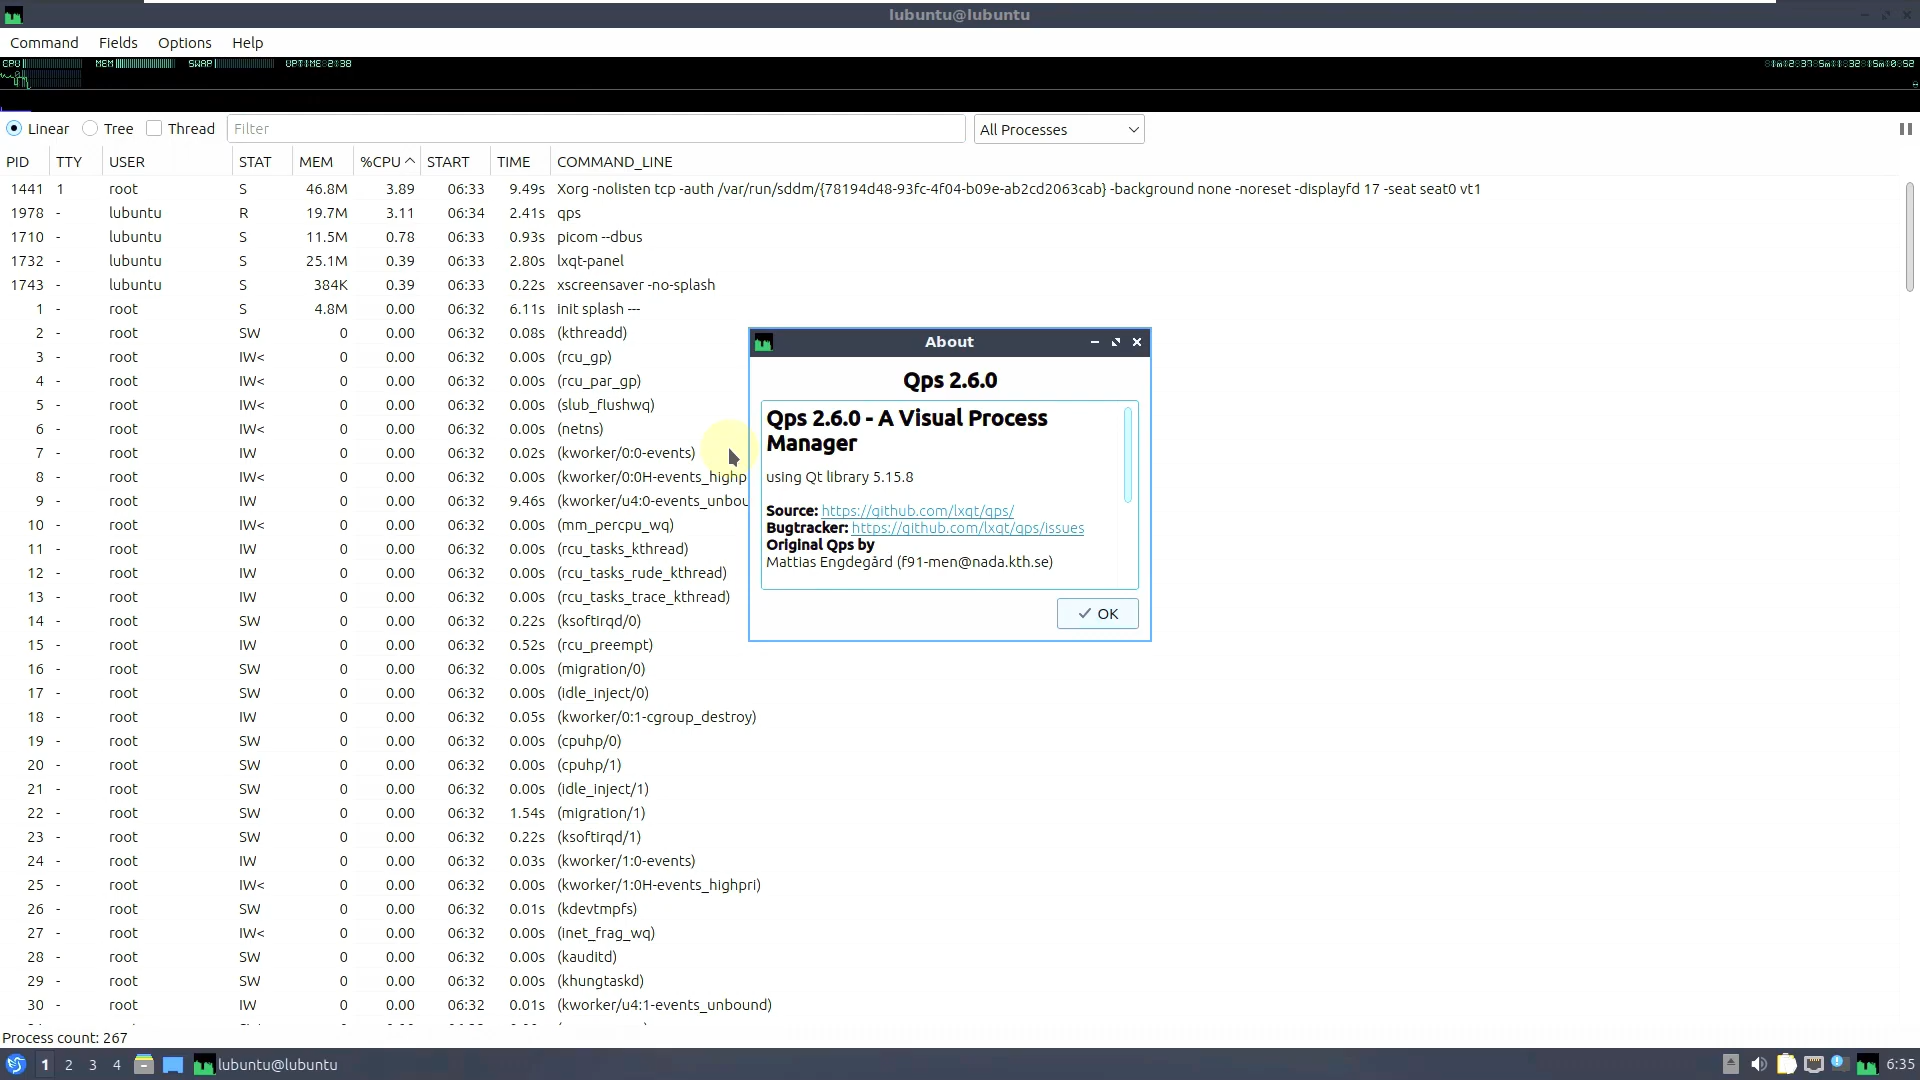 lubuntu@lubuntu
Command Fields Options Help
CPU MEM SWAP UPTIME 2:38
Linear Tree Thread Filter All Processes
PID TTY USER STAT MEM %CPU START TIME COMMAND_LINE
1441 1 root S 46.8M 3.89 06:33 9.49s Xorg -nolisten tcp -auth /var/run/sddm/{78194d48-93fc-4f04-b09e-ab2cd2063cab} -background none -noreset -displayfd 17 -seat seat0 vt1
1978 - lubuntu R 19.7M 3.11 06:34 2.41s qps
1710 - lubuntu S 11.5M 0.78 06:33 0.93s picom --dbus
1732 - lubuntu S 25.1M 0.39 06:33 2.80s lxqt-panel
1743 - lubuntu S 384K 0.39 06:33 0.22s xscreensaver -no-splash
1 - root S 4.8M 0.00 06:32 6.11s init splash ---
2 - root SW 0 0.00 06:32 0.08s (kthreadd)
3 - root IW< 0 0.00 06:32 0.00s (rcu_gp)
4 - root IW< 0 0.00 06:32 0.00s (rcu_par_gp)
5 - root IW< 0 0.00 06:32 0.00s (slub_flushwq)
6 - root IW< 0 0.00 06:32 0.00s (netns)
7 - root IW 0 0.00 06:32 0.02s (kworker/0:0-events)
8 - root IW< 0 0.00 06:32 0.00s (kworker/0:0H-events_highp
9 - root IW 0 0.00 06:32 9.46s (kworker/u4:0-events_unbou
10 - root IW< 0 0.00 06:32 0.00s (mm_percpu_wq)
11 - root IW 0 0.00 06:32 0.00s (rcu_tasks_kthread)
12 - root IW 0 0.00 06:32 0.00s (rcu_tasks_rude_kthread)
13 - root IW 0 0.00 06:32 0.00s (rcu_tasks_trace_kthread)
14 - root SW 0 0.00 06:32 0.22s (ksoftirqd/0)
15 - root IW 0 0.00 06:32 0.52s (rcu_preempt)
16 - root SW 0 0.00 06:32 0.00s (migration/0)
17 - root SW 0 0.00 06:32 0.00s (idle_inject/0)
18 - root IW 0 0.00 06:32 0.05s (kworker/0:1-cgroup_destroy)
19 - root SW 0 0.00 06:32 0.00s (cpuhp/0)
20 - root SW 0 0.00 06:32 0.00s (cpuhp/1)
21 - root SW 0 0.00 06:32 0.00s (idle_inject/1)
22 - root SW 0 0.00 06:32 1.54s (migration/1)
23 - root SW 0 0.00 06:32 0.22s (ksoftirqd/1)
24 - root IW 0 0.00 06:32 0.03s (kworker/1:0-events)
25 - root IW< 0 0.00 06:32 0.00s (kworker/1:0H-events_highpri)
26 - root SW 0 0.00 06:32 0.01s (kdevtmpfs)
27 - root IW< 0 0.00 06:32 0.00s (inet_frag_wq)
28 - root SW 0 0.00 06:32 0.00s (kauditd)
29 - root SW 0 0.00 06:32 0.00s (khungtaskd)
30 - root IW 0 0.00 06:32 0.01s (kworker/u4:1-events_unbound)
About
Qps 2.6.0
Qps 2.6.0 - A Visual Process
Manager
using Qt library 5.15.8
Source: https://github.com/lxqt/qps/
Bugtracker: https://github.com/lxqt/qps/issues
Original Qps by
Mattias Engdegård (f91-men@nada.kth.se)
OK
Process count: 267
1 2 3 4 lubuntu@lubuntu 6:35